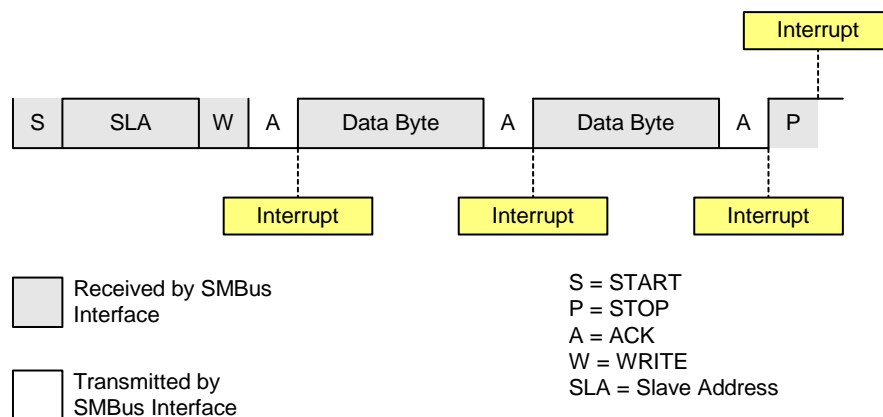 Interrupt
S SLA W A Data Byte A Data Byte A P
Interrupt Interrupt Interrupt
Received by SMBus
Interface
Transmitted by
SMBus Interface
S = START
P = STOP
A = ACK
W = WRITE
SLA = Slave Address